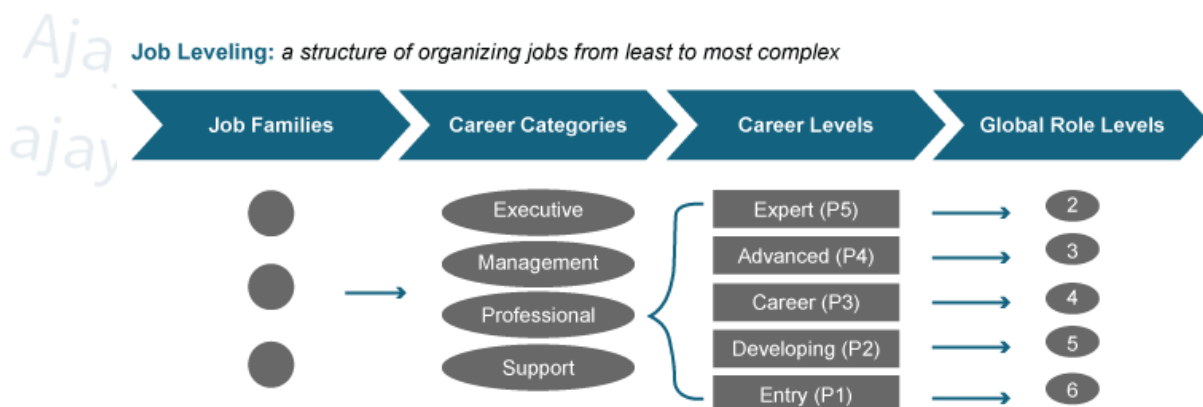 Aja
Job Leveling: a structure of organizing jobs from least to most complex
Job Families
Career Categories
Career Levels
Global Role Levels
ajay
Executive
Management
Professional
Support
Expert (P5)
2
Advanced (P4)
3
Career (P3)
4
Developing (P2)
5
Entry (P1)
6